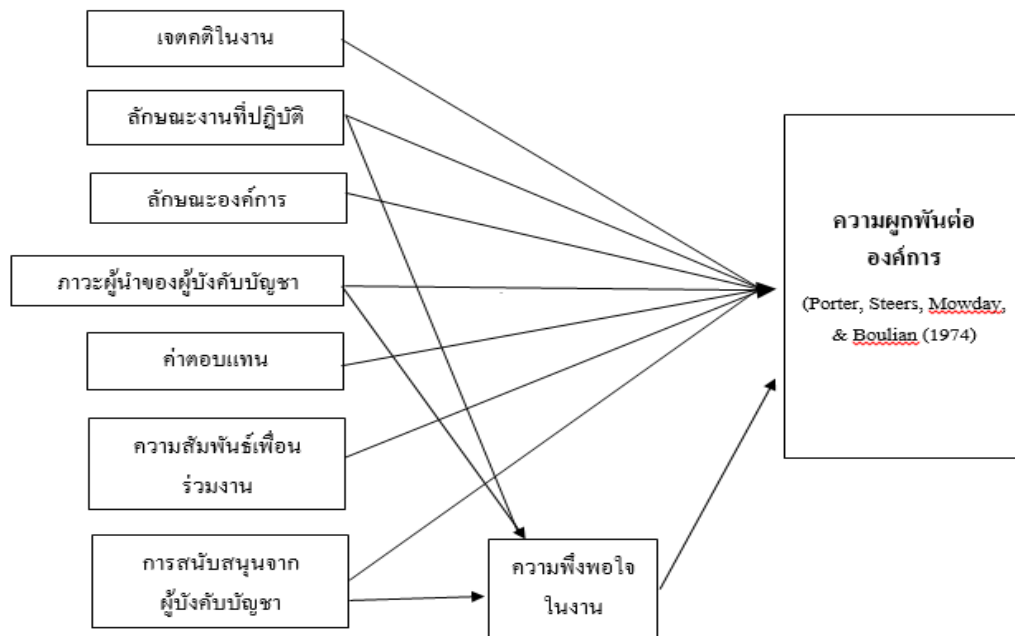 เจตคติในงาน
ลักษณะงานที่ปฏิบัติ
ลักษณะองค์การ
ภาวะผู้นำของผู้บังคับบัญชา
ค่าตอบแทน
ความสัมพันธ์เพื่อน
ร่วมงาน
การสนับสนุนจาก
ผู้บังคับบัญชา
ความพึงพอใจ
ในงาน
ความผูกพันต่อ
องค์การ
(Porter, Steers, Mowday,
& Boulian (1974)